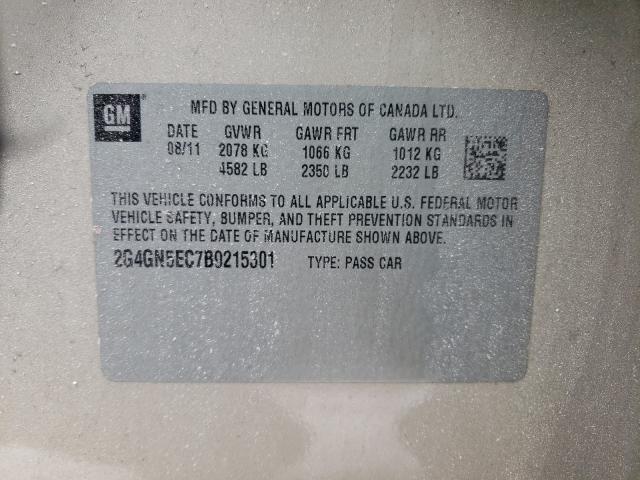 GM
MFD BY GENERAL MOTORS OF CANADA LTD.
DATE GVWR GAWR FRT GAWR RR
08/11 2078 KG 1066 KG 1012 KG
4582 LB 2350 LB 2232 LB
THIS VEHICLE CONFORMS TO ALL APPLICABLE U.S. FEDERAL MOTOR
VEHICLE SAFETY, BUMPER, AND THEFT PREVENTION STANDARDS IN
EFFECT ON THE DATE OF MANUFACTURE SHOWN ABOVE.
2G4GN5EC7B9215301 TYPE: PASS CAR